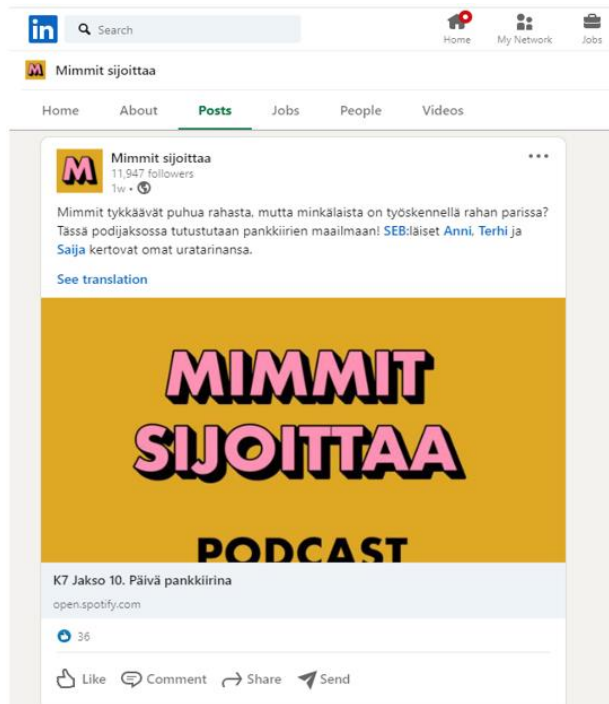 in
Search
Home
My Network
Jobs
M
Mimmit sijoittaa
Home About Posts Jobs People Videos
M
Mimmit sijoittaa
11,947 followers
1w •
Mimmit tykkäävät puhua rahasta, mutta minkälaista on työskennellä rahan parissa?
Tässä podijaksossa tutustutaan pankkiirien maailmaan! SEB:läiset Anni, Terhi ja
Saija kertovat omat uratarinansa.
See translation
MIMMIT
SIJOITTAA
PODCAST
K7 Jakso 10. Päivä pankkiirina
open.spotify.com
36
Like Comment Share Send